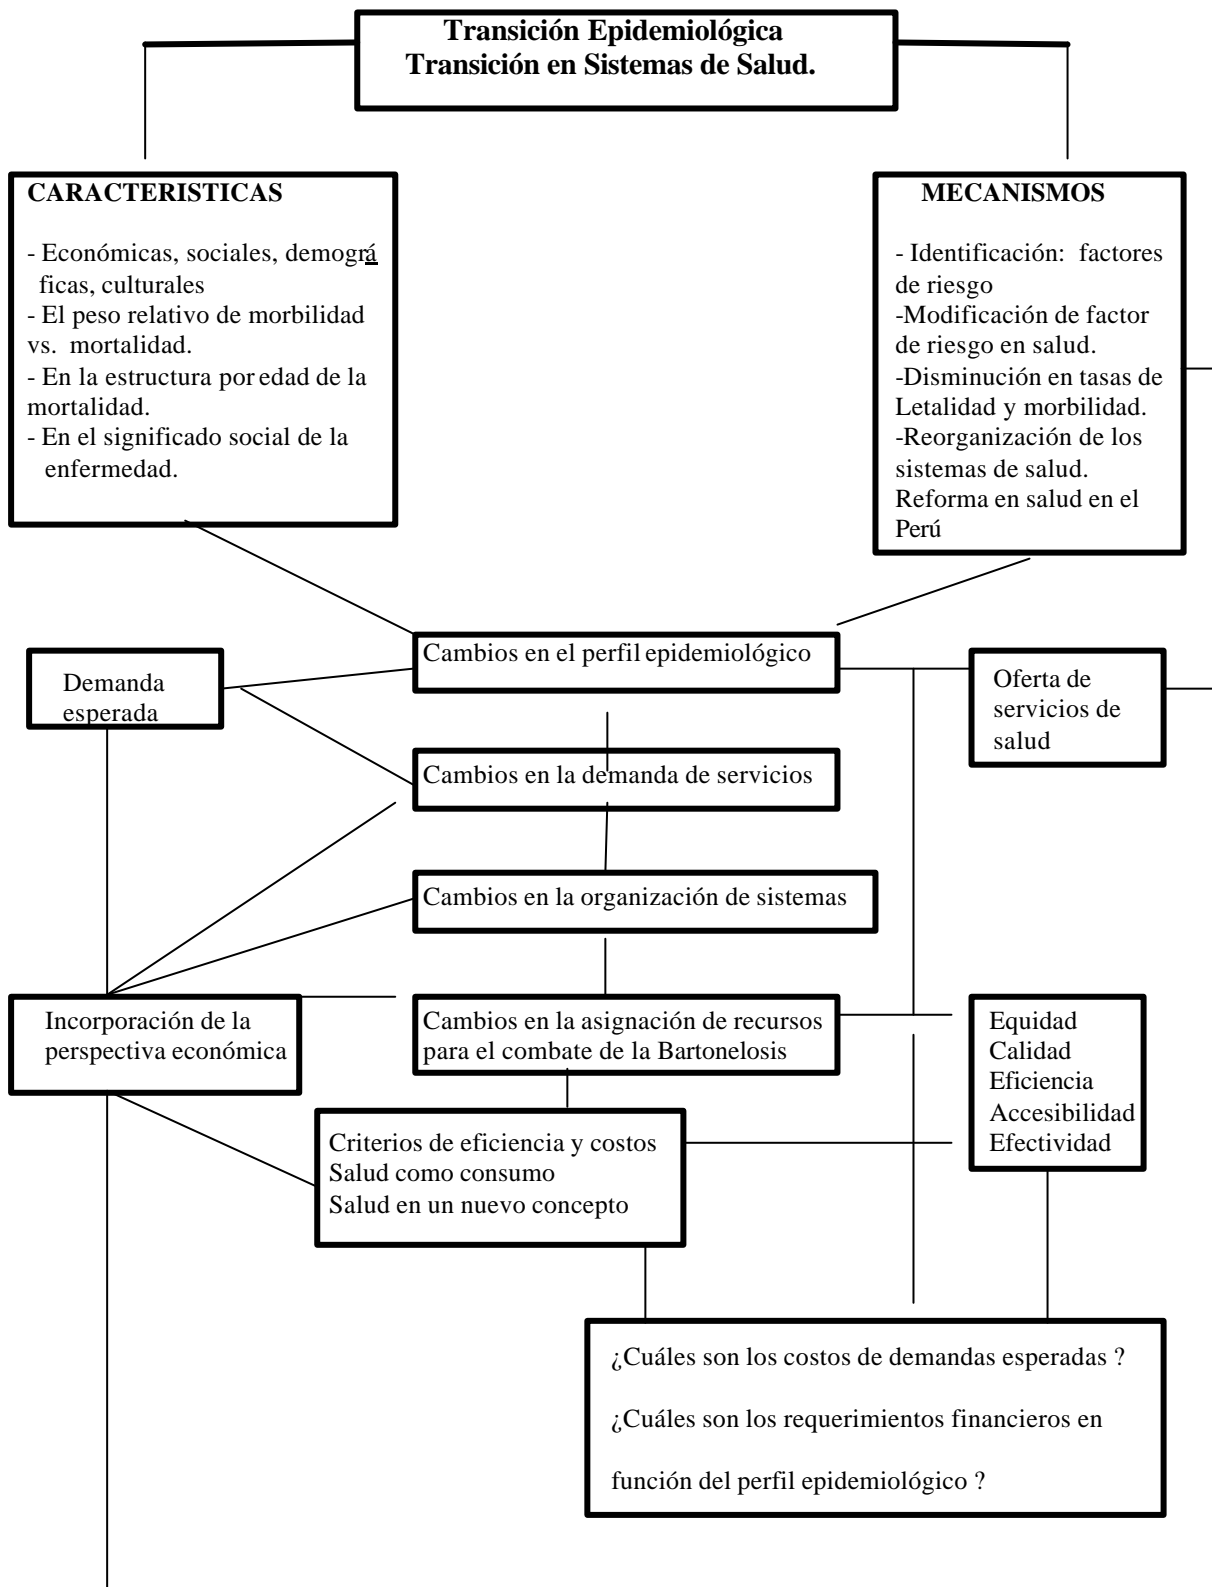 Transición Epidemiológica
Transición en Sistemas de Salud.
CARACTERISTICAS
- Económicas, sociales, demográ
ficas, culturales
- El peso relativo de morbilidad
vs. mortalidad.
- En la estructura por edad de la
mortalidad.
- En el significado social de la
enfermedad.
MECANISMOS
- Identificación: factores
de riesgo
-Modificación de factor
de riesgo en salud.
-Disminución en tasas de
Letalidad y morbilidad.
-Reorganización de los
sistemas de salud.
Reforma en salud en el
Perú
Cambios en el perfil epidemiológico
Demanda
esperada
Oferta de
servicios de
salud
Cambios en la demanda de servicios
Cambios en la organización de sistemas
Incorporación de la
perspectiva económica
Cambios en la asignación de recursos
para el combate de la Bartonelosis
Equidad
Calidad
Eficiencia
Accesibilidad
Efectividad
Criterios de eficiencia y costos
Salud como consumo
Salud en un nuevo concepto
¿Cuáles son los costos de demandas esperadas ?
¿Cuáles son los requerimientos financieros en
función del perfil epidemiológico ?